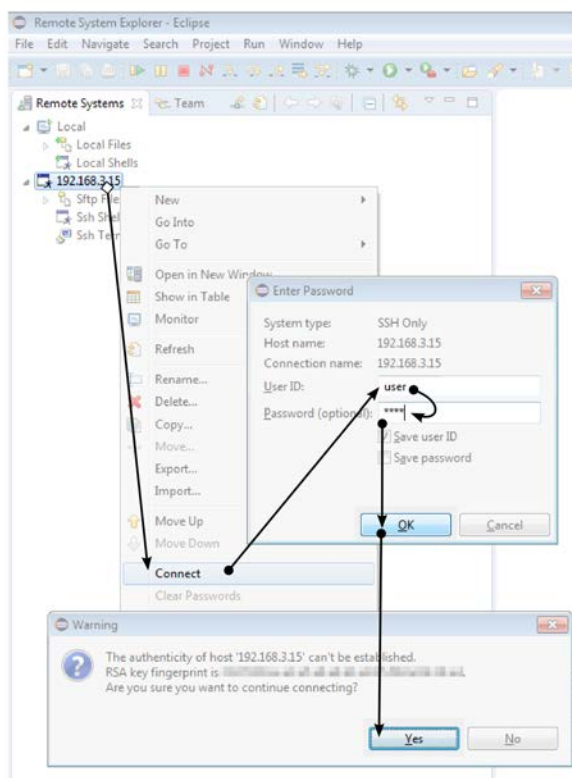 Remote System Explorer - Eclipse
File Edit Navigate Search Project Run Window Help
Remote Systems Team
Local
Local Files
Local Shells
192.168.3.15
Sftp File
Ssh Shel
Ssh Ter
New
Go Into
Go To
Open in New Window
Show in Table
Monitor
Refresh
Rename...
Delete...
Copy...
Move...
Export...
Import...
Move Up
Move Down
Connect
Clear Passwords
Enter Password
System type: SSH Only
Host name: 192.168.3.15
Connection name: 192.168.3.15
User ID: user
Password (optional): ****
Save user ID
Save password
OK Cancel
Warning
The authenticity of host '192.168.3.15' can't be established.
RSA key fingerprint is
Are you sure you want to continue connecting?
Yes No